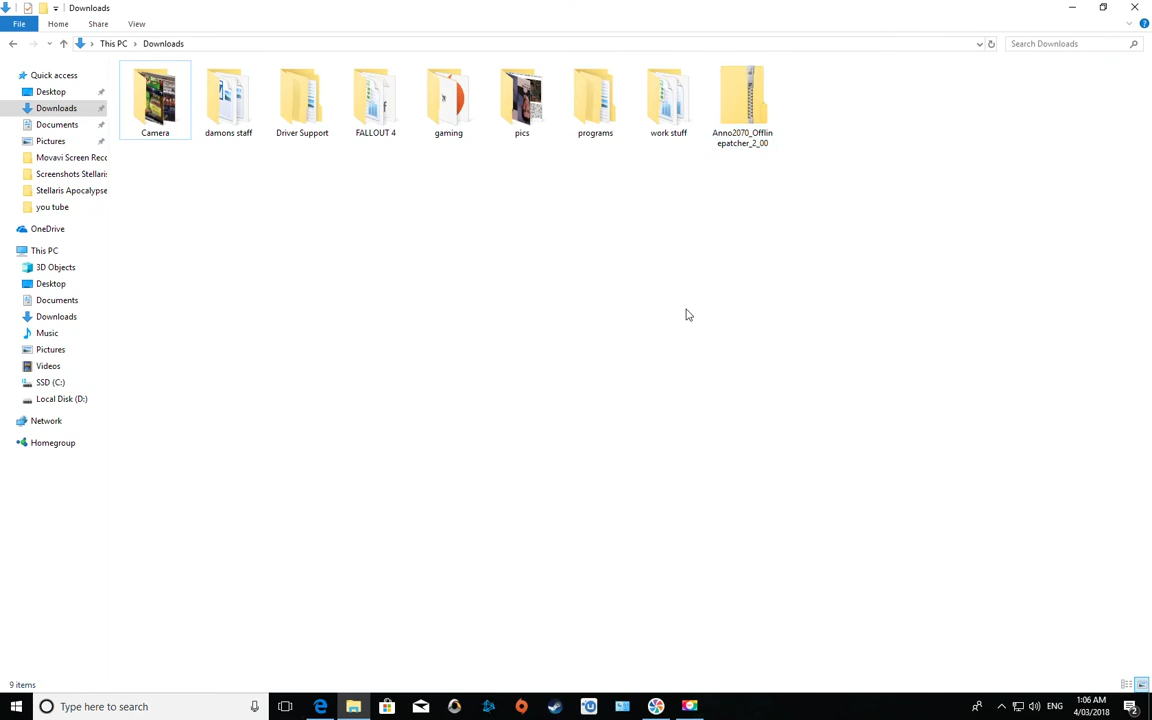 Downloads
File Home Share View
This PC Downloads
Search Downloads
Quick access
Desktop
Downloads
Documents
Pictures
Movavi Screen Reco
Screenshots Stellaris
Stellaris Apocalypse
you tube
OneDrive
This PC
3D Objects
Desktop
Documents
Downloads
Music
Pictures
Videos
SSD (C:)
Local Disk (D:)
Network
Homegroup
Camera damons staff Driver Support FALLOUT 4 gaming pics programs work stuff Anno2070_Offlin
epatcher_2_00
9 items
Type here to search
ENG
1:06 AM
4/03/2018
2